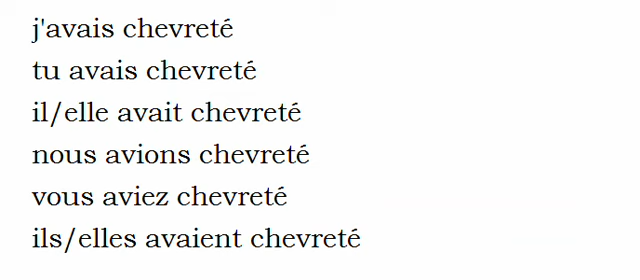 j'avais chevreté
tu avais chevreté
il/elle avait chevreté
nous avions chevreté
vous aviez chevreté
ils/elles avaient chevreté